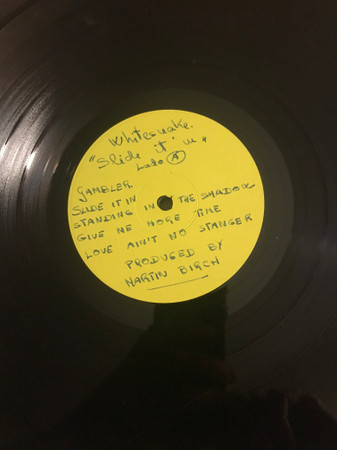 Whitesnake.
"Slide it' in"
Lado A
GAMBLER
SLIDE IT IN
STANDING IN THE SHADOW
GIVE ME MORE TIME
LOVE AIN'T NO STANGER
PRODUCED BY
MARTIN BIRCH